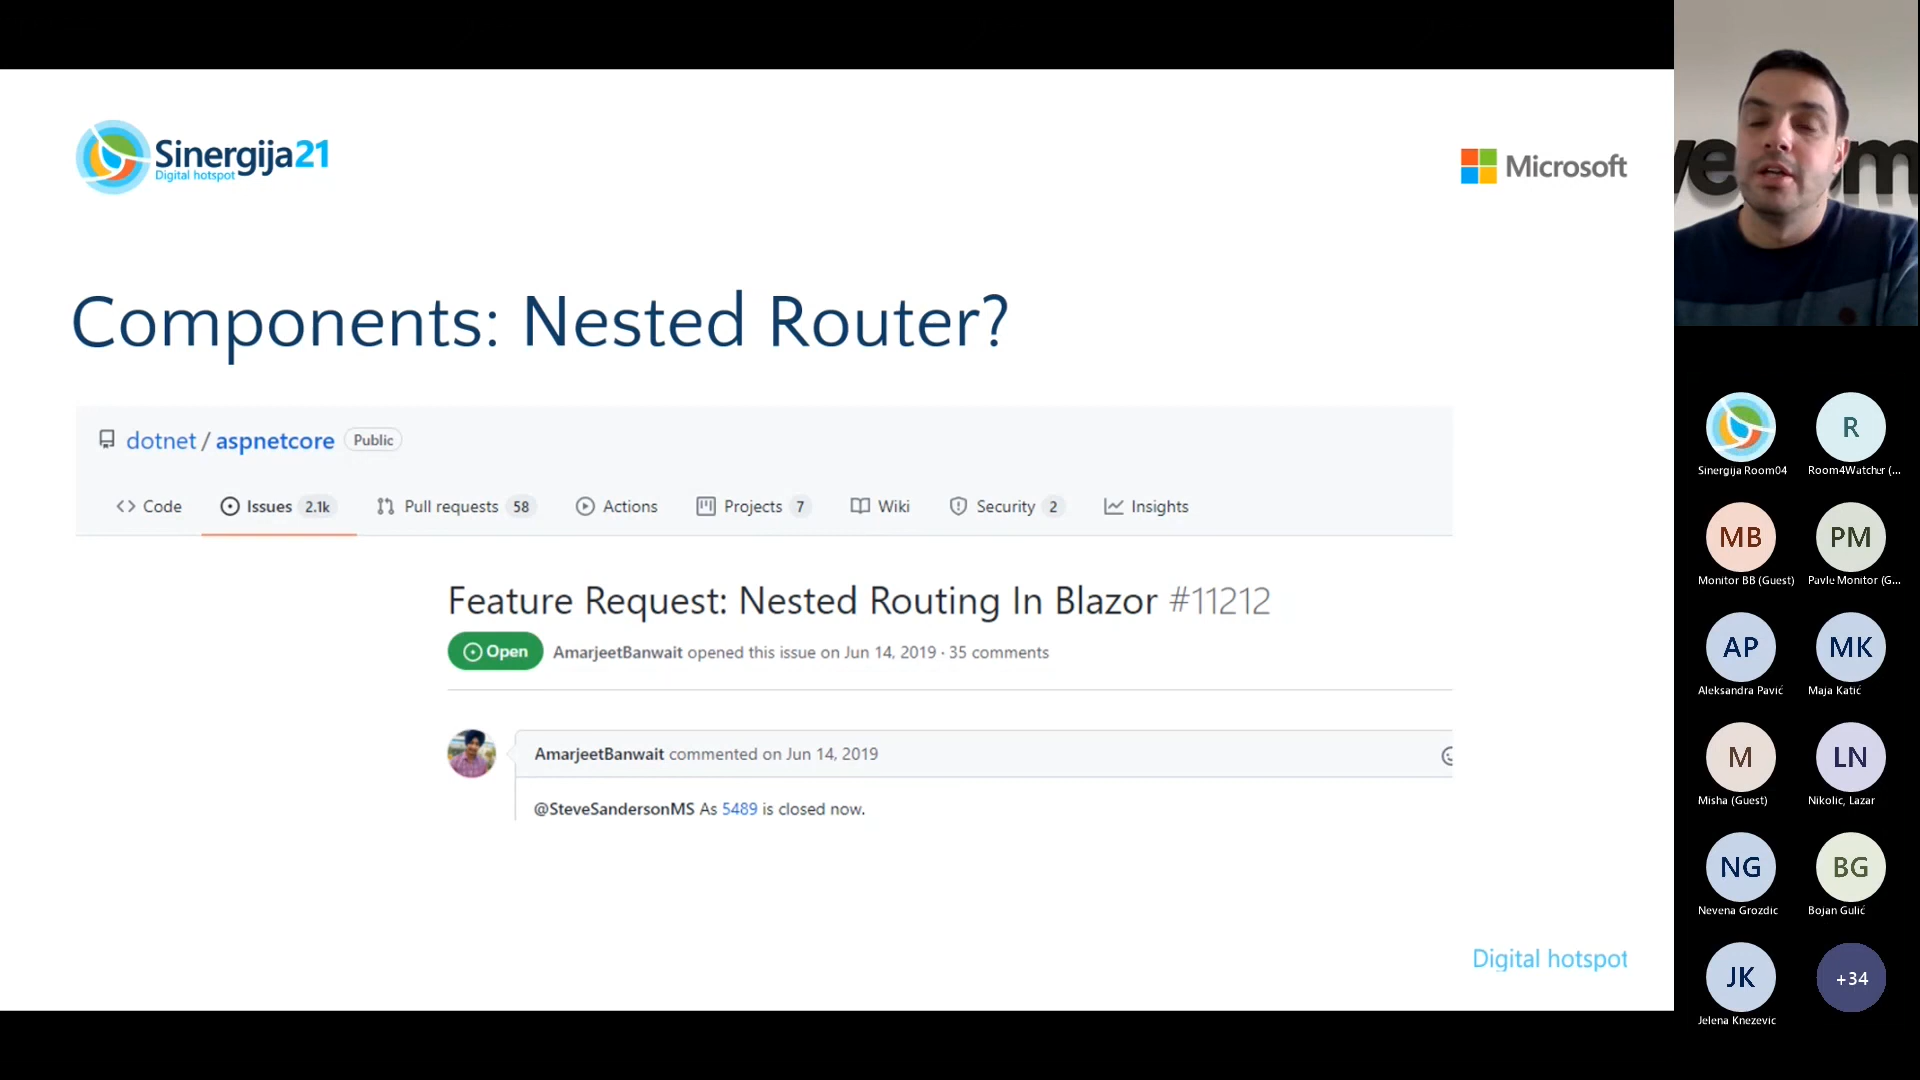 Sinergija21
Digital hotspot
Microsoft
Components: Nested Router?
dotnet / aspnetcore Public
Code Issues 2.1k Pull requests 58 Actions Projects 7 Wiki Security 2 Insights
Feature Request: Nested Routing In Blazor #11212
Open AmarjeetBanwait opened this issue on Jun 14, 2019 · 35 comments
AmarjeetBanwait commented on Jun 14, 2019
@SteveSandersonMS As 5489 is closed now.
Digital hotspot
R
Sinergija Room04 Room4Watcher (...
MB PM
Monitor BB (Guest) Pavle Monitor (G...
AP MK
Aleksandra Pavić Maja Katić
M LN
Misha (Guest) Nikolic, Lazar
NG BG
Nevena Grozdic Bojan Gulić
JK +34
Jelena Knezevic